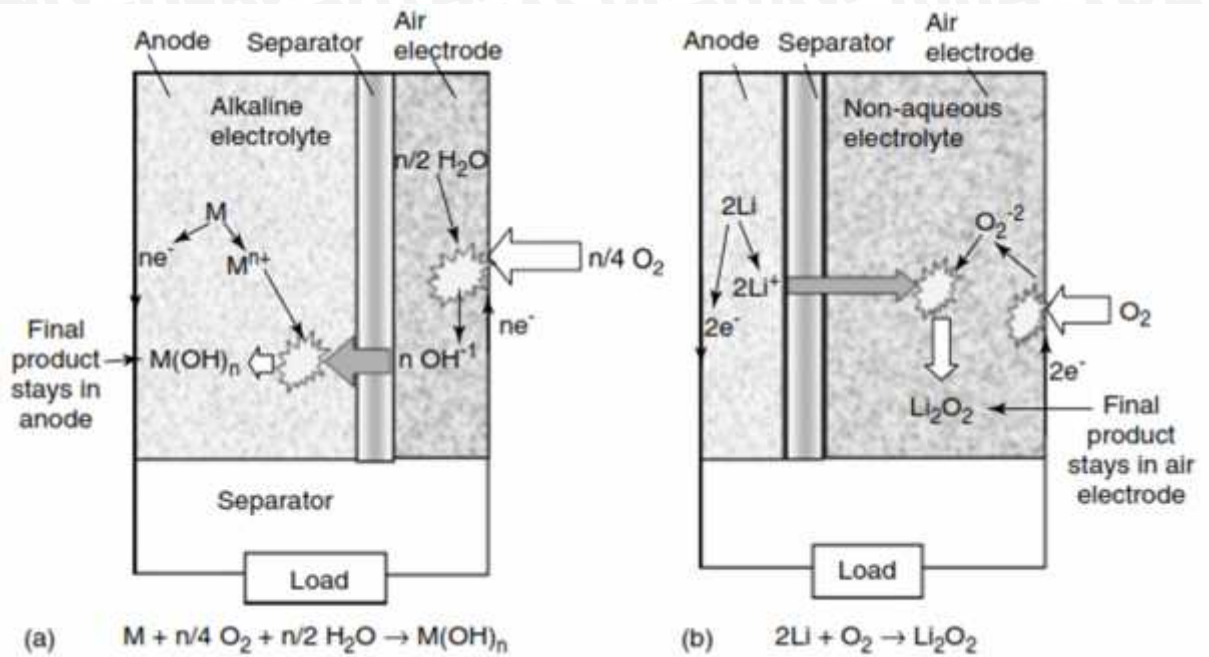 Anode
Separator
Air
electrode
Alkaline
electrolyte
n/2 H₂O
M
ne⁻
Mⁿ⁺
n/4 O₂
ne⁻
Final
product
stays in
anode
M(OH)ₙ
n OH⁻¹
Separator
Load
(a) M + n/4 O₂ + n/2 H₂O → M(OH)ₙ
Anode
Separator
Air
electrode
Non-aqueous
electrolyte
2Li
O₂⁻²
2Li⁺
2e⁻
O₂
2e⁻
Li₂O₂
Final
product
stays in air
electrode
Load
(b) 2Li + O₂ → Li₂O₂